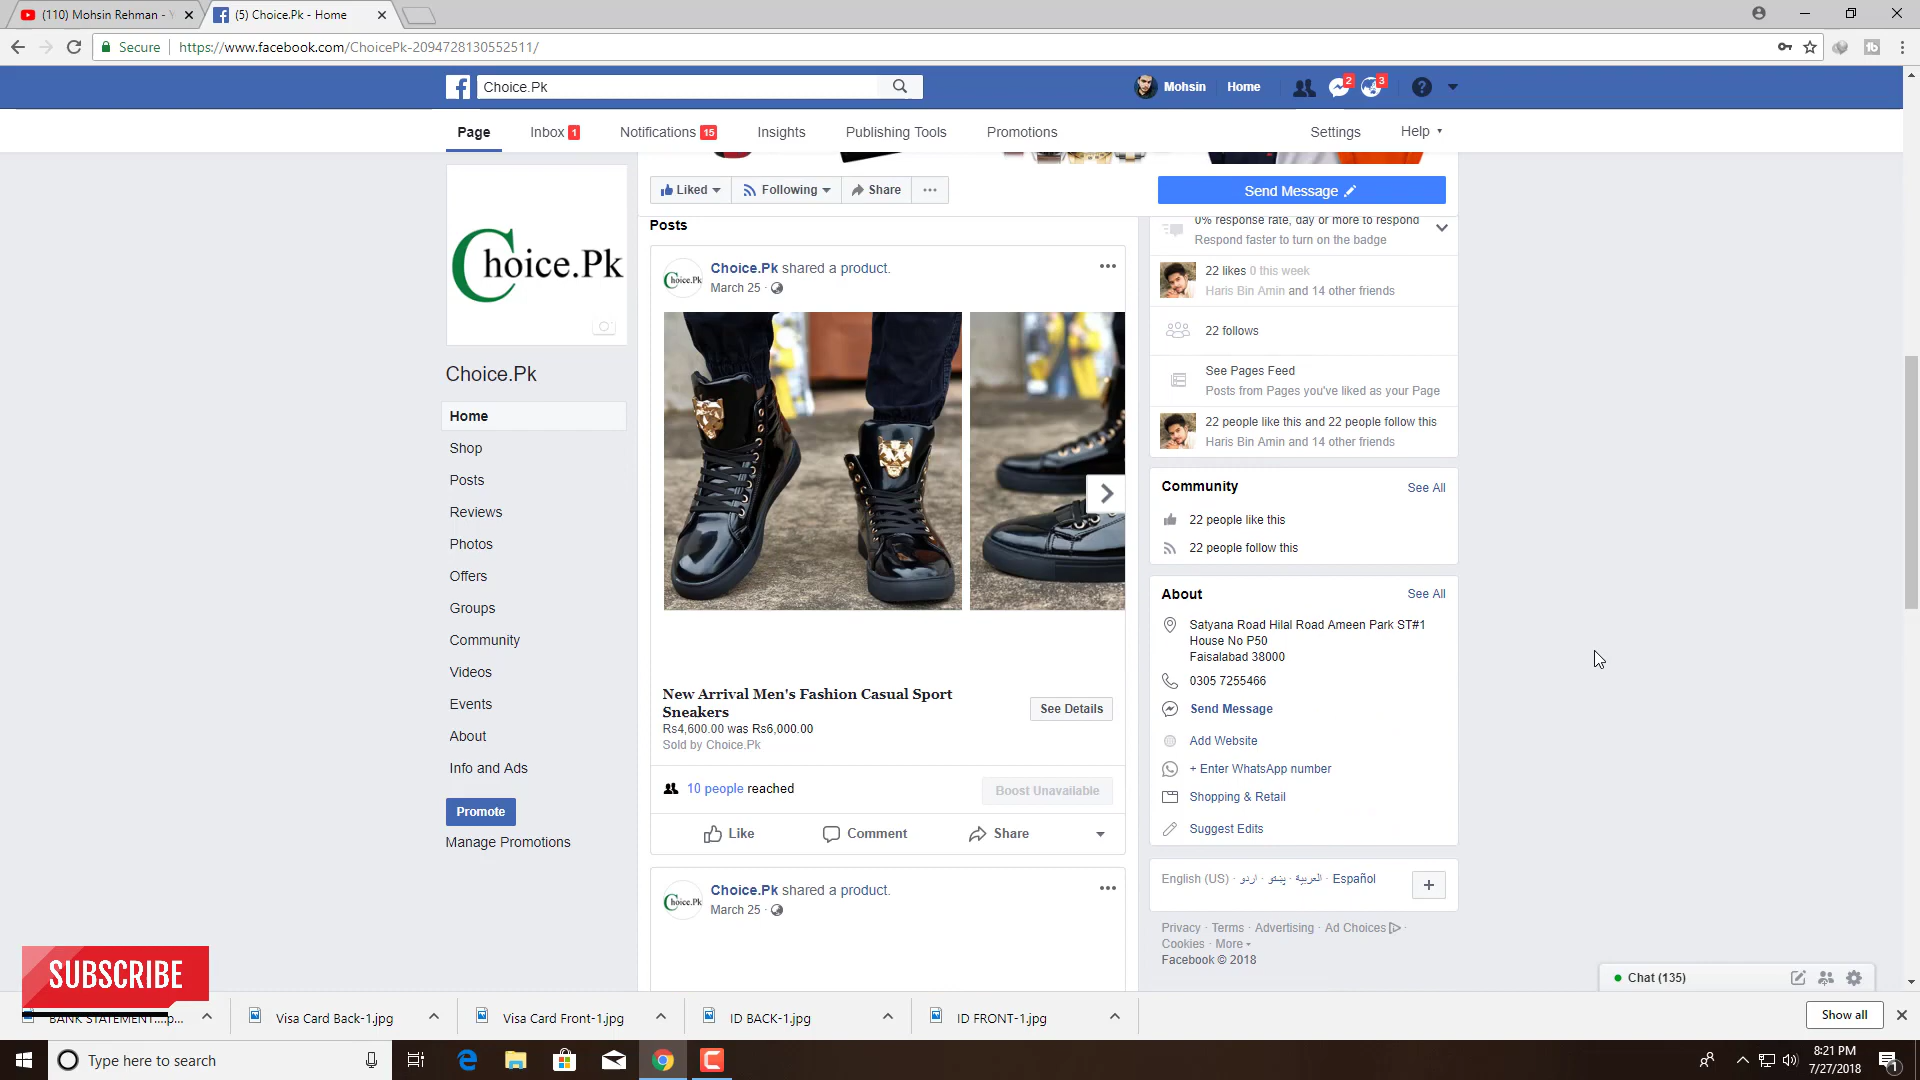 (110) Mohsin Rehman - Y
(5) Choice.Pk - Home
Secure
https://www.facebook.com/ChoicePk-2094728130552511/
Choice.Pk
Mohsin
Home
2
3
Page
Inbox 1
Notifications 15
Insights
Publishing Tools
Promotions
Settings
Help
Liked
Following
Share
Send Message
Choice.Pk
Choice.Pk
Home
Shop
Posts
Reviews
Photos
Offers
Groups
Community
Videos
Events
About
Info and Ads
Promote
Manage Promotions
Posts
Choice.Pk
Choice.Pk shared a product.
March 25 ·
New Arrival Men's Fashion Casual Sport
Sneakers
Rs4,600.00 was Rs6,000.00
Sold by Choice.Pk
See Details
10 people reached
Boost Unavailable
Like
Comment
Share
Choice.Pk
Choice.Pk shared a product.
March 25 ·
0% response rate, day or more to respond
Respond faster to turn on the badge
22 likes 0 this week
Haris Bin Amin and 14 other friends
22 follows
See Pages Feed
Posts from Pages you've liked as your Page
22 people like this and 22 people follow this
Haris Bin Amin and 14 other friends
Community
See All
22 people like this
22 people follow this
About
See All
Satyana Road Hilal Road Ameen Park ST#1
House No P50
Faisalabad 38000
0305 7255466
Send Message
Add Website
+ Enter WhatsApp number
Shopping & Retail
Suggest Edits
English (US) · اردو · پښتو · العربية · Español
Privacy · Terms · Advertising · Ad Choices ·
Cookies · More
Facebook © 2018
Chat (135)
SUBSCRIBE
BANK STATEMENT....p...
Visa Card Back-1.jpg
Visa Card Front-1.jpg
ID BACK-1.jpg
ID FRONT-1.jpg
Show all
Type here to search
8:21 PM
7/27/2018
1